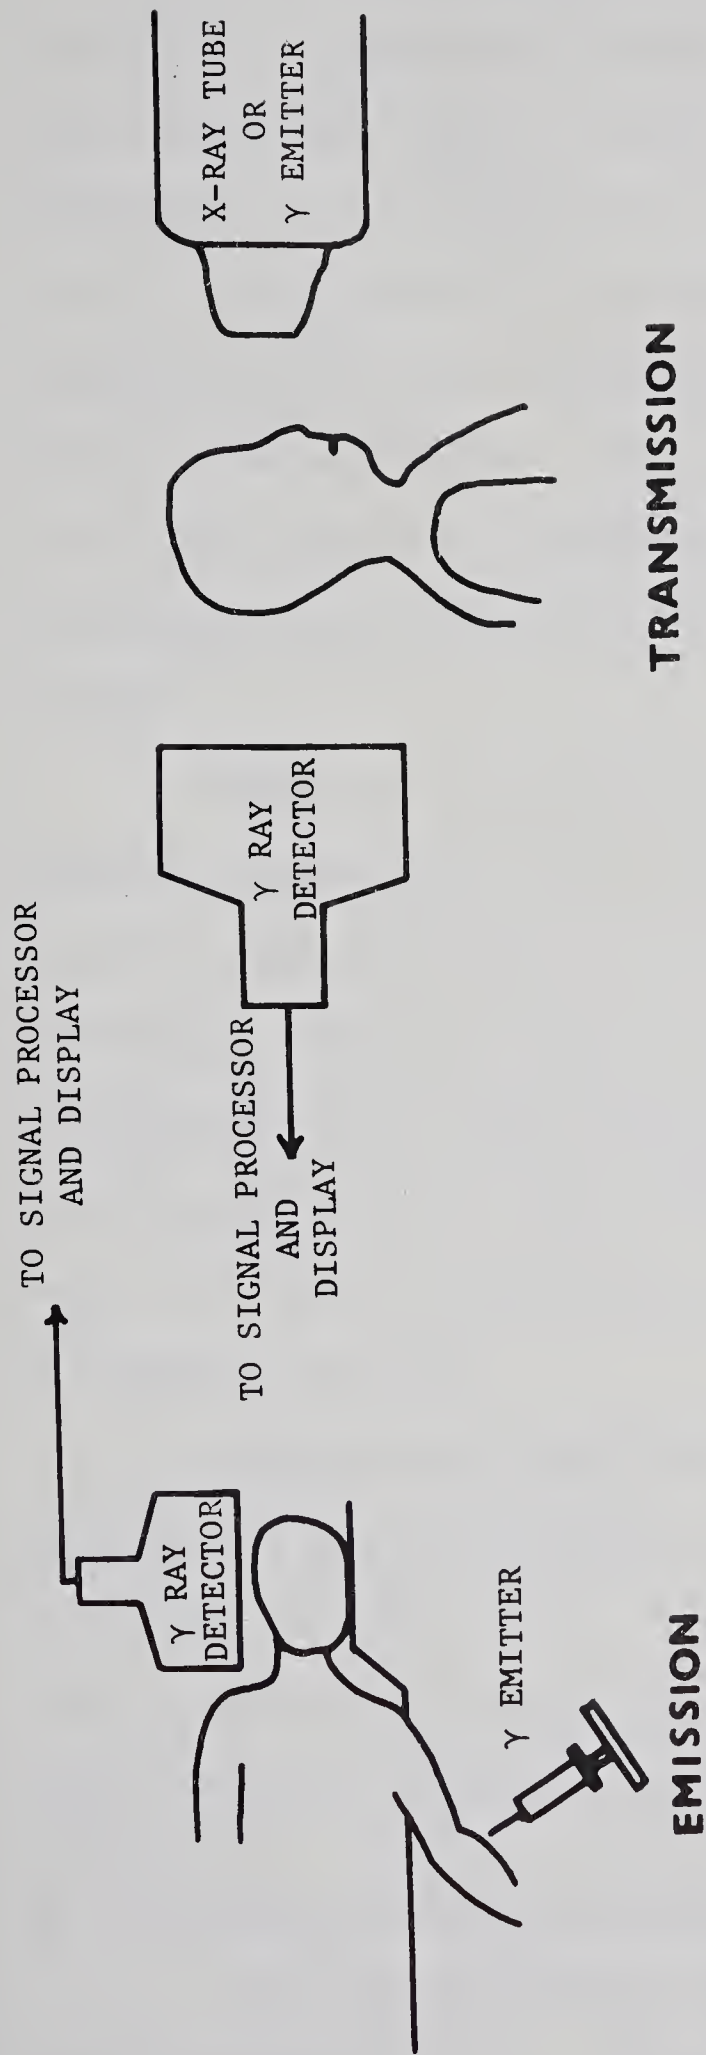 TO SIGNAL PROCESSOR
AND DISPLAY
γ RAY
DETECTOR
γ EMITTER
EMISSION
TO SIGNAL PROCESSOR
AND
DISPLAY
γ RAY
DETECTOR
X-RAY TUBE
OR
γ EMITTER
TRANSMISSION